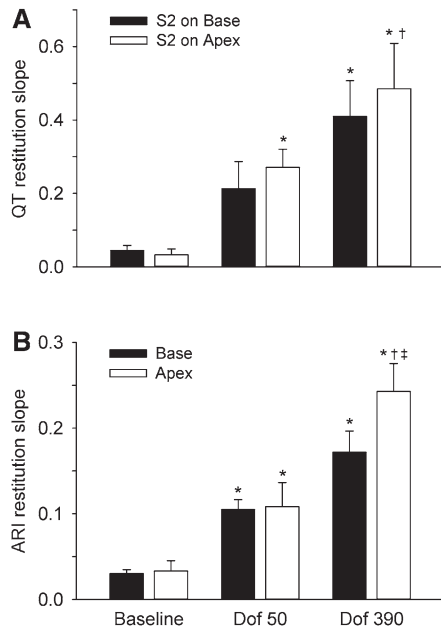 A
S2 on Base
S2 on Apex
QT restitution slope
0.6
0.4
0.2
0.0
*
*
* †
B
Base
Apex
ARI restitution slope
0.3
0.2
0.1
0.0
*
*
*
* † ‡
Baseline Dof 50 Dof 390